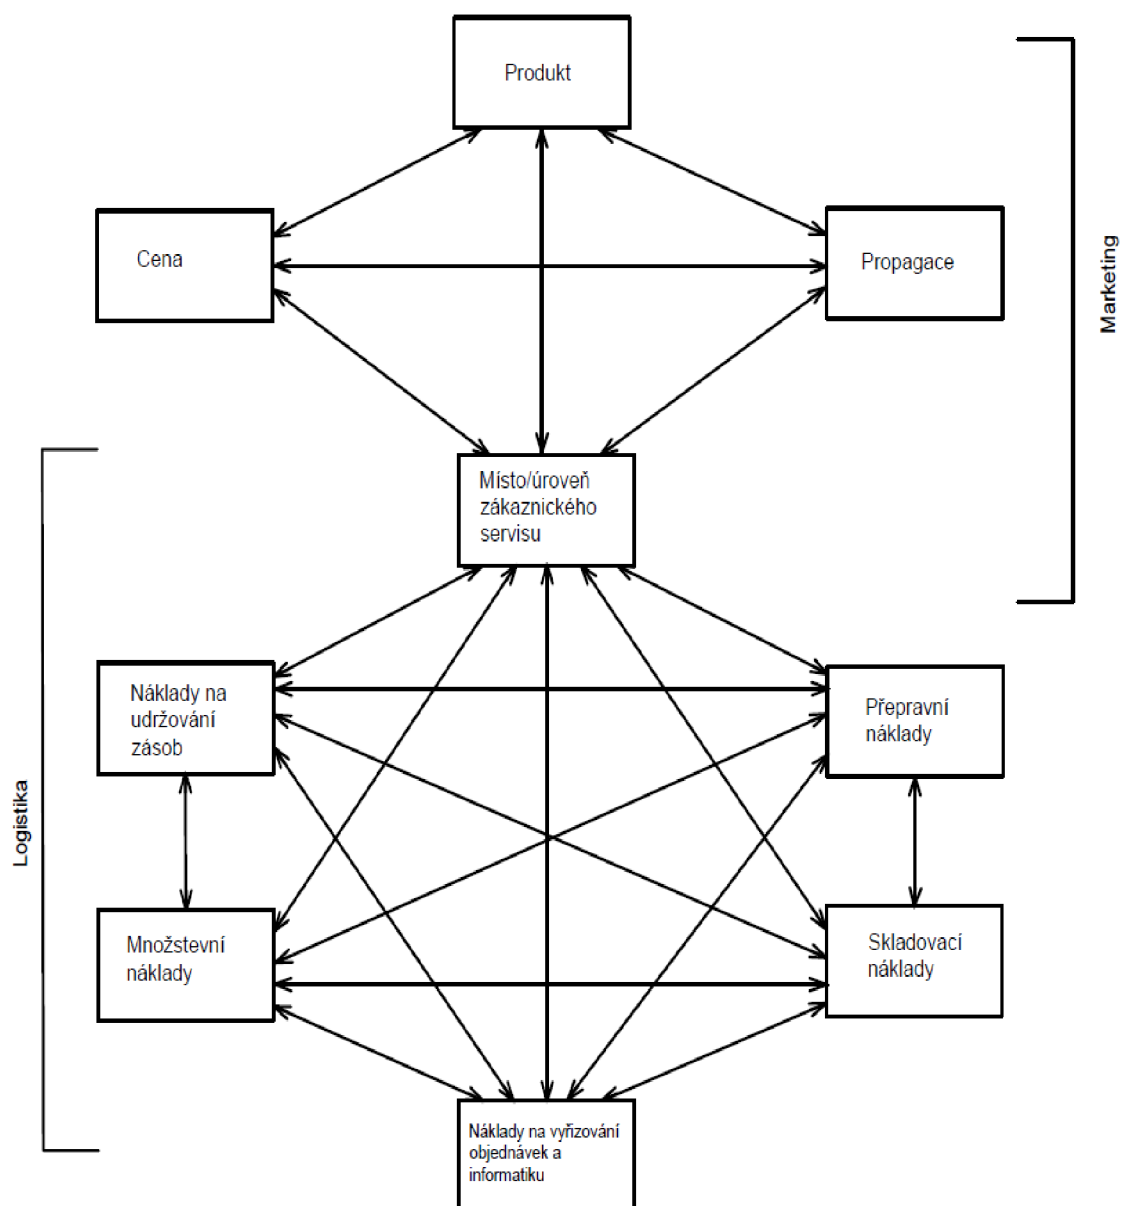 Produkt
Cena
Propagace
Marketing
Místo/úroveň
zákaznického
servisu
Logistika
Náklady na
udržování
zásob
Přepravní
náklady
Množstevní
náklady
Skladovací
náklady
Náklady na vyřizování
objednávek a
informatiku